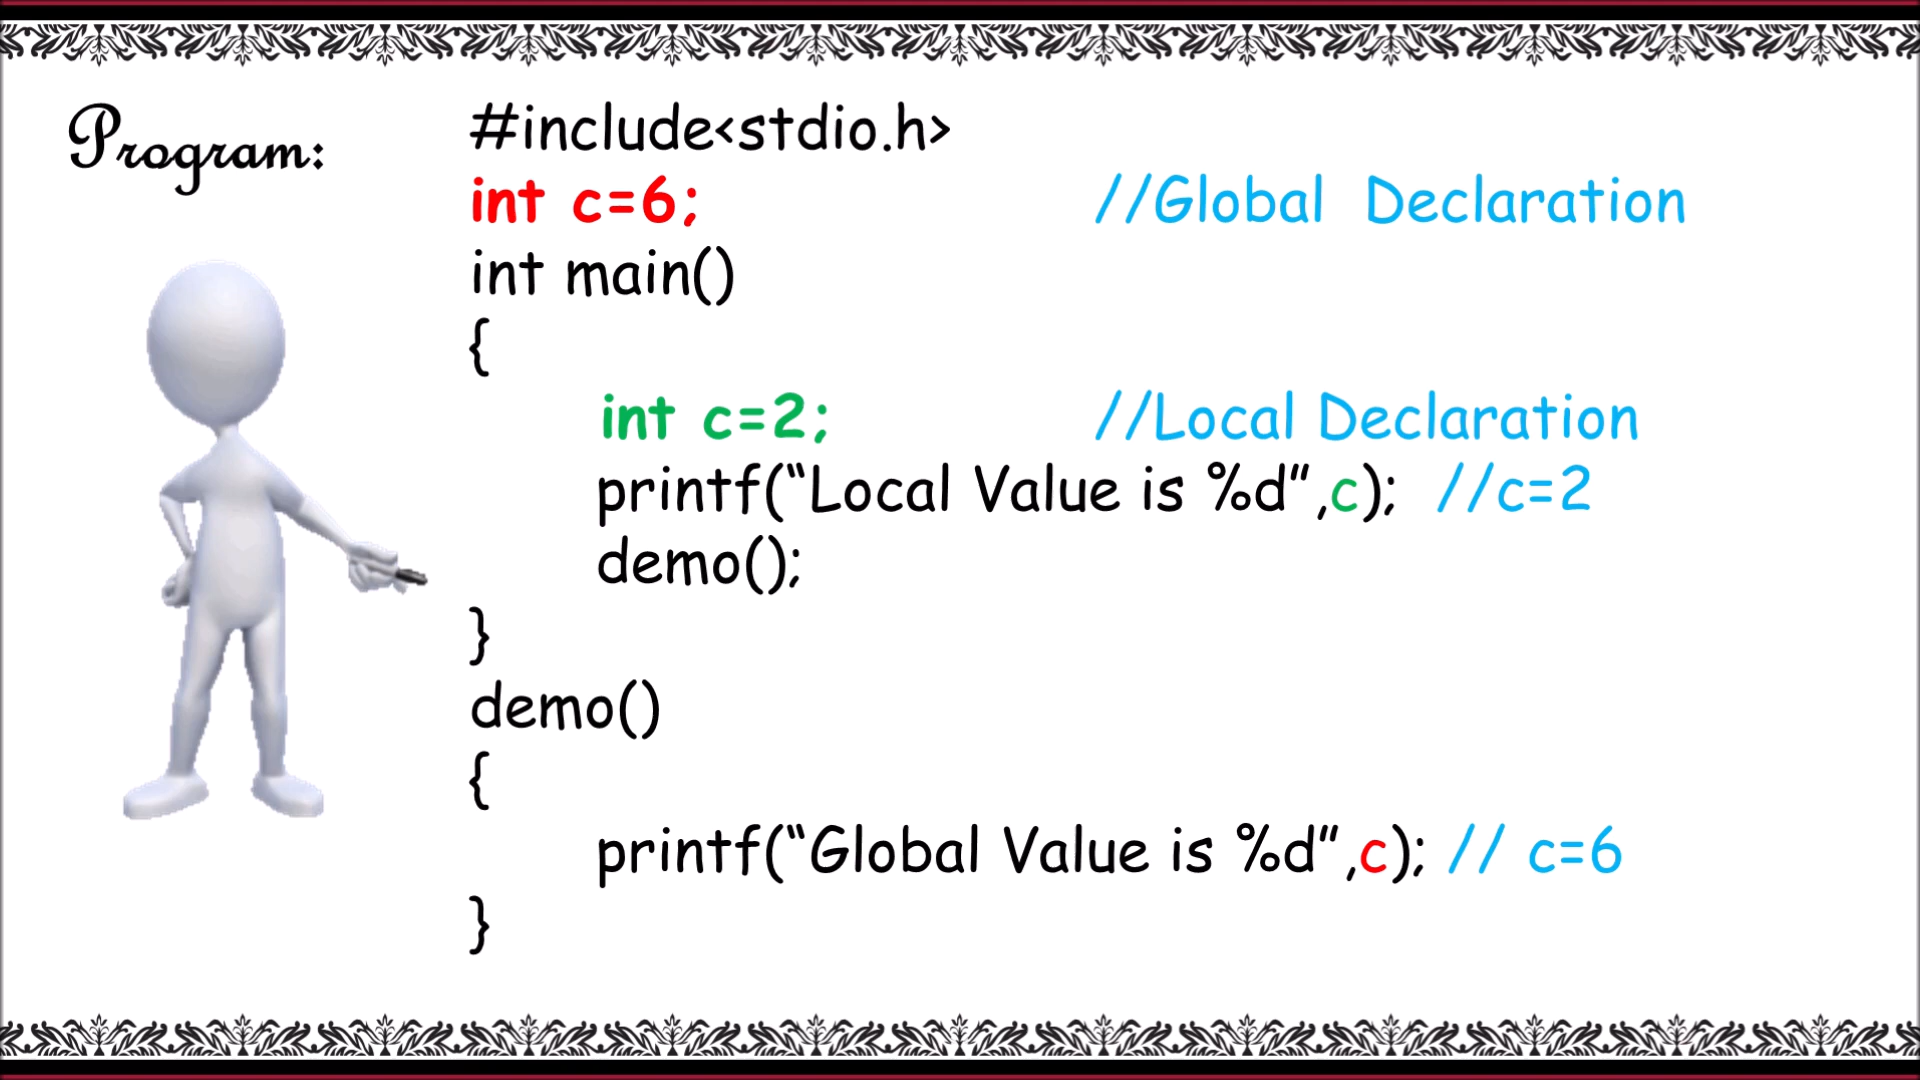 Program:
#include<stdio.h>
int c=6; //Global Declaration
int main()
{
int c=2; //Local Declaration
printf(“Local Value is %d”,c); //c=2
demo();
}
demo()
{
printf(“Global Value is %d”,c); // c=6
}